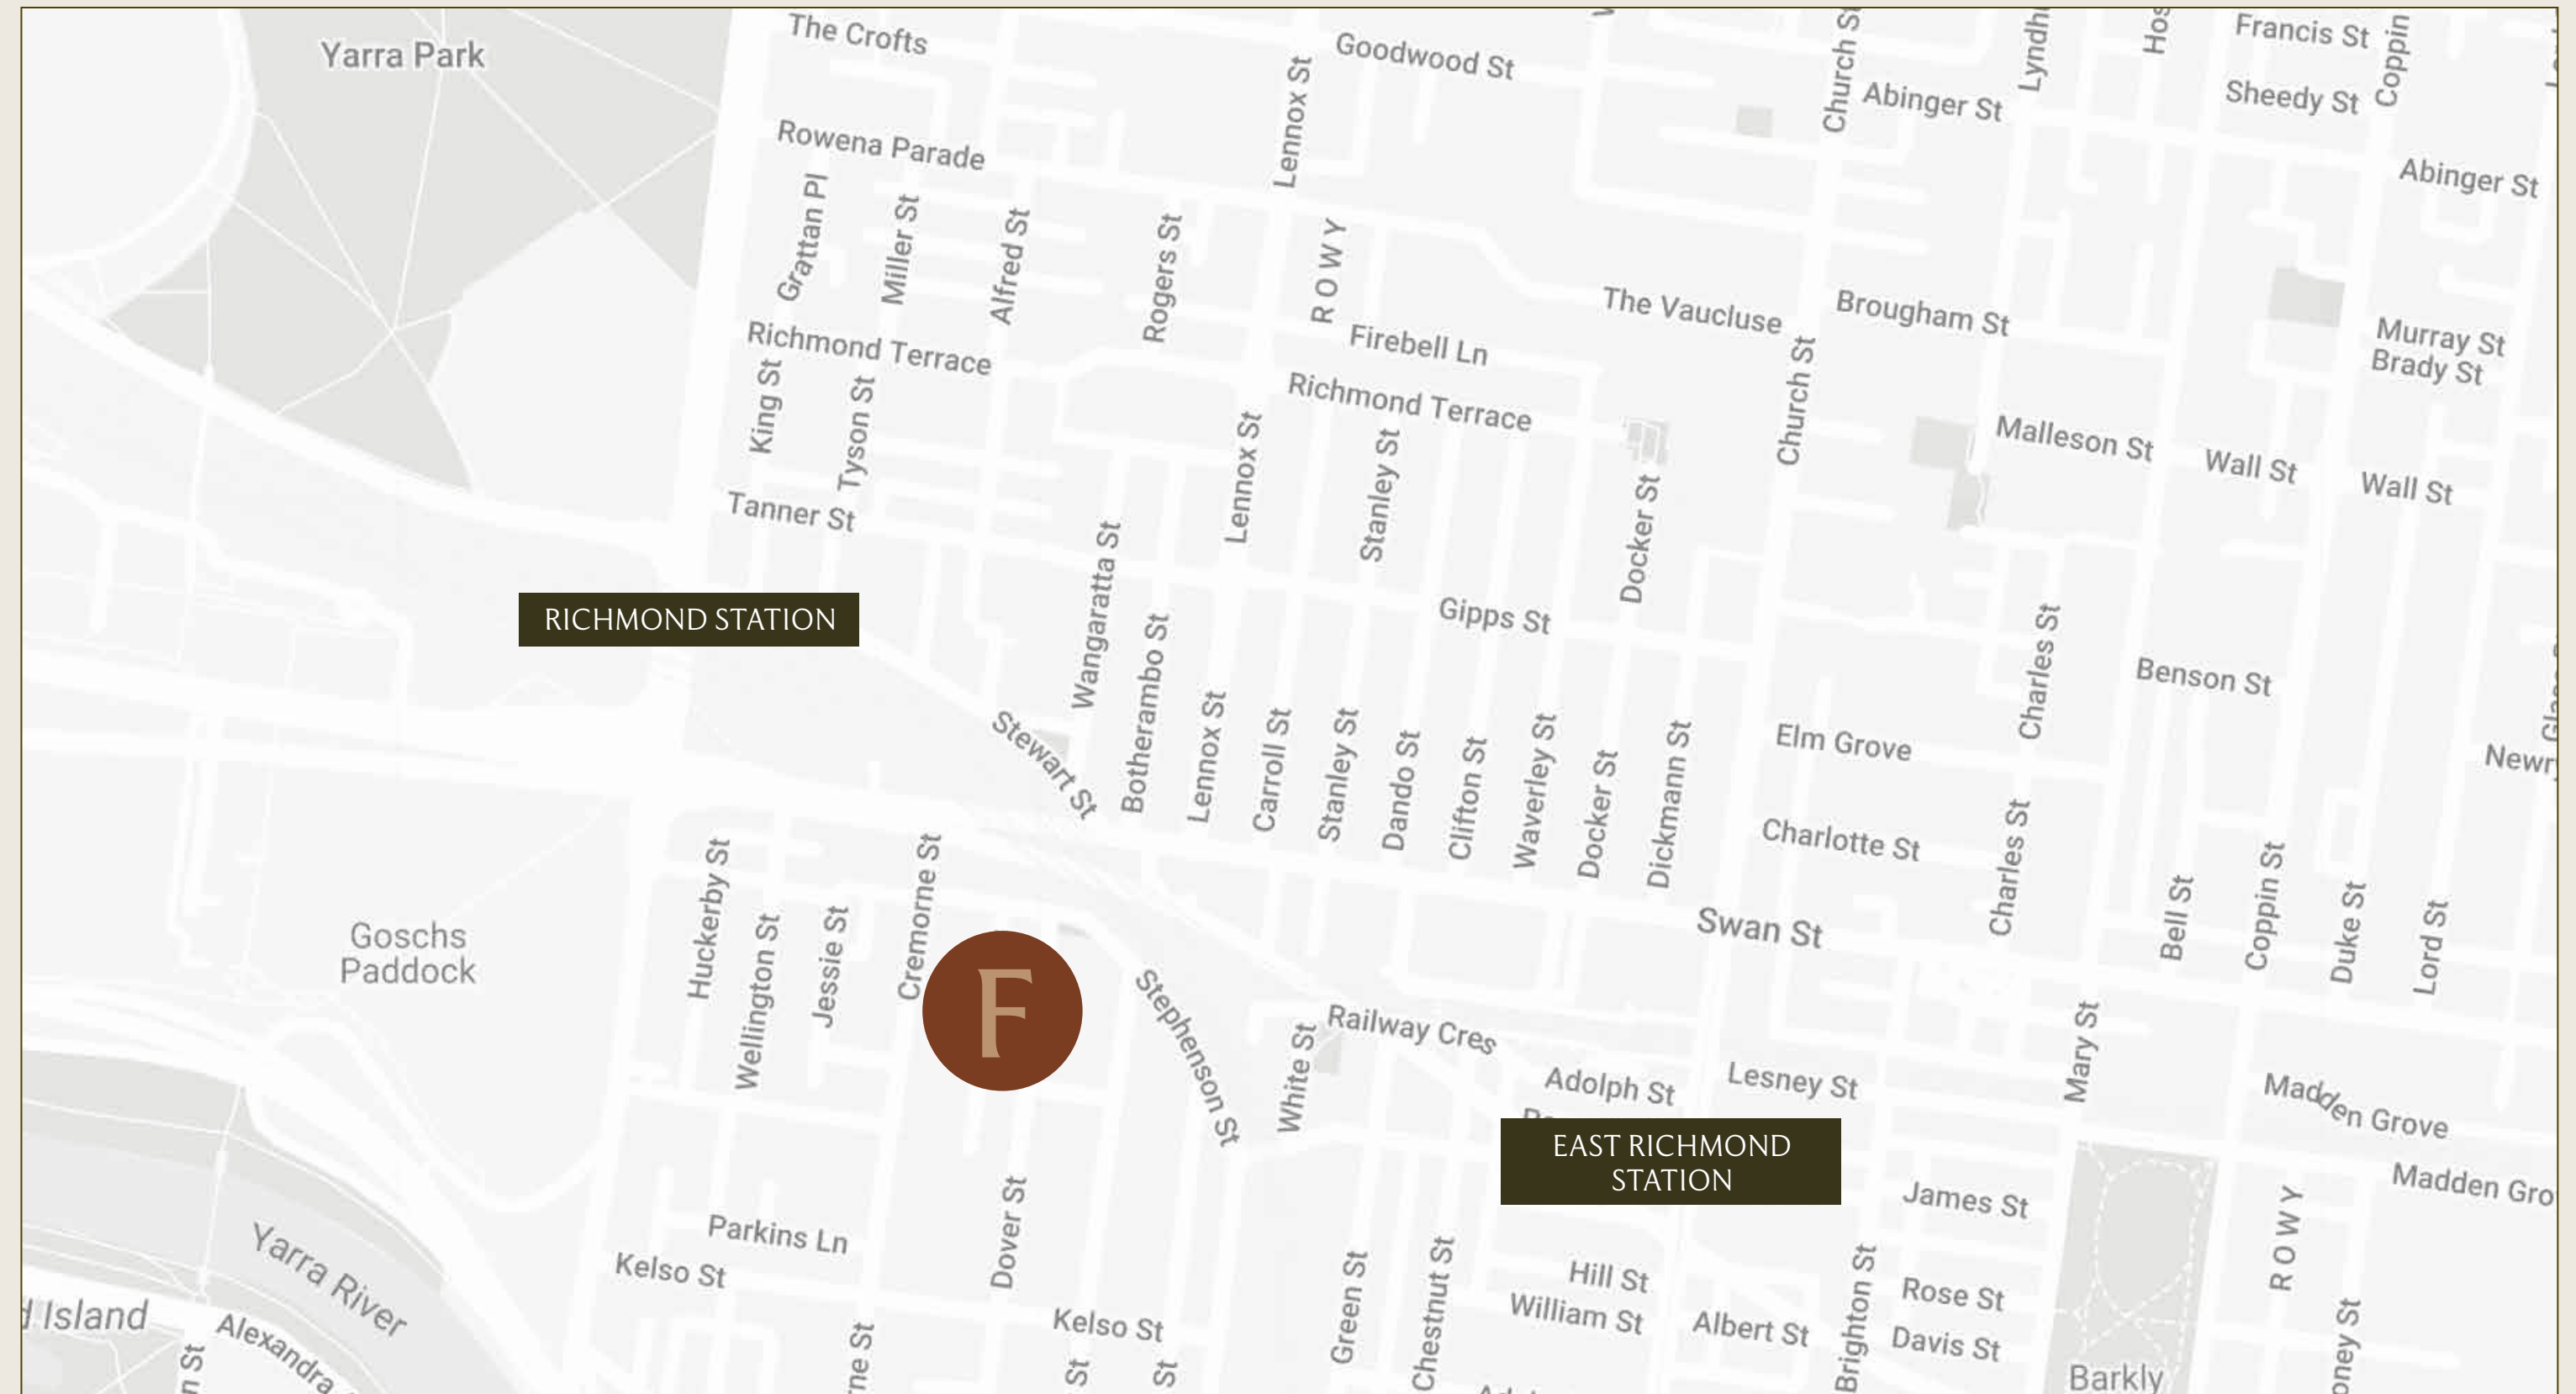 The Crofts
Yarra Park
Goodwood St
Lennox St
Church St
Abinger St
Francis St
Coppin
Sheedy St
Abinger St
Rowena Parade
Grattan Pl
Miller St
Alfred St
Rogers St
ROWY
The Vaucluse
Brougham St
Murray St
Brady St
Richmond Terrace
Firebell Ln
Richmond Terrace
King St
Tyson St
Lennox St
Stanley St
Church St
Malleson St
Wall St
Wall St
Tanner St
Docker St
Wangaratta St
RICHMOND STATION
Gipps St
Charles St
Benson St
Botherambo St
Stewart St
Lennox St
Carroll St
Stanley St
Dando St
Clifton St
Waverley St
Docker St
Dickmann St
Elm Grove
Charlotte St
Charles St
Huckerby St
Wellington St
Jessie St
Cremorne St
Goschs
Paddock
F
Swan St
Bell St
Coppin St
Duke St
Lord St
Stephenson St
White St
Railway Cres
Adolph St
Lesney St
Mary St
Madden Grove
EAST RICHMOND
STATION
James St
Madden Gro
ROWY
Dover St
Parkins Ln
Kelso St
Yarra River
Kelso St
Green St
Chestnut St
Hill St
William St
Albert St
Brighton St
Rose St
Davis St
Island
Alexandra
St
St
Barkly